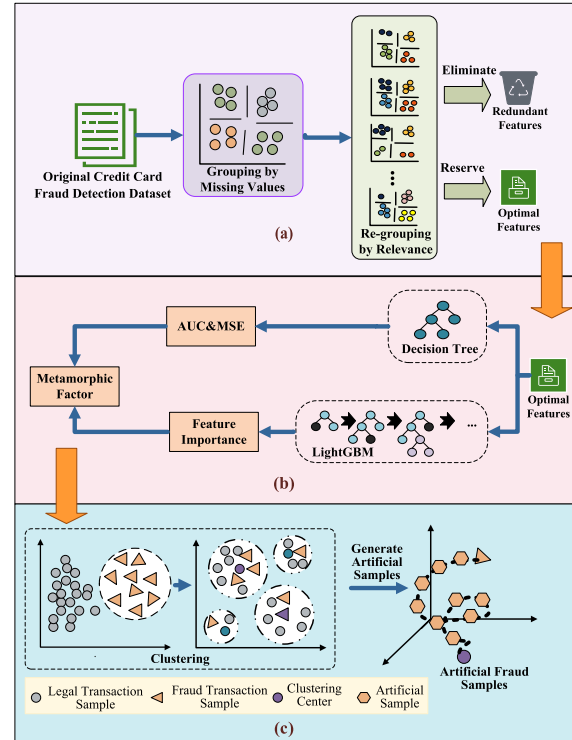 Original Credit Card
Fraud Detection Dataset
Grouping by
Missing Values
Re-grouping
by Relevance
Eliminate
Redundant
Features
Reserve
Optimal
Features
(a)
AUC&MSE
Decision Tree
Metamorphic
Factor
Optimal
Features
Feature
Importance
...
LightGBM
(b)
Generate
Artificial
Samples
Clustering
Artificial Fraud
Samples
Legal Transaction
Sample
Fraud Transaction
Sample
Clustering
Center
Artificial
Sample
(c)